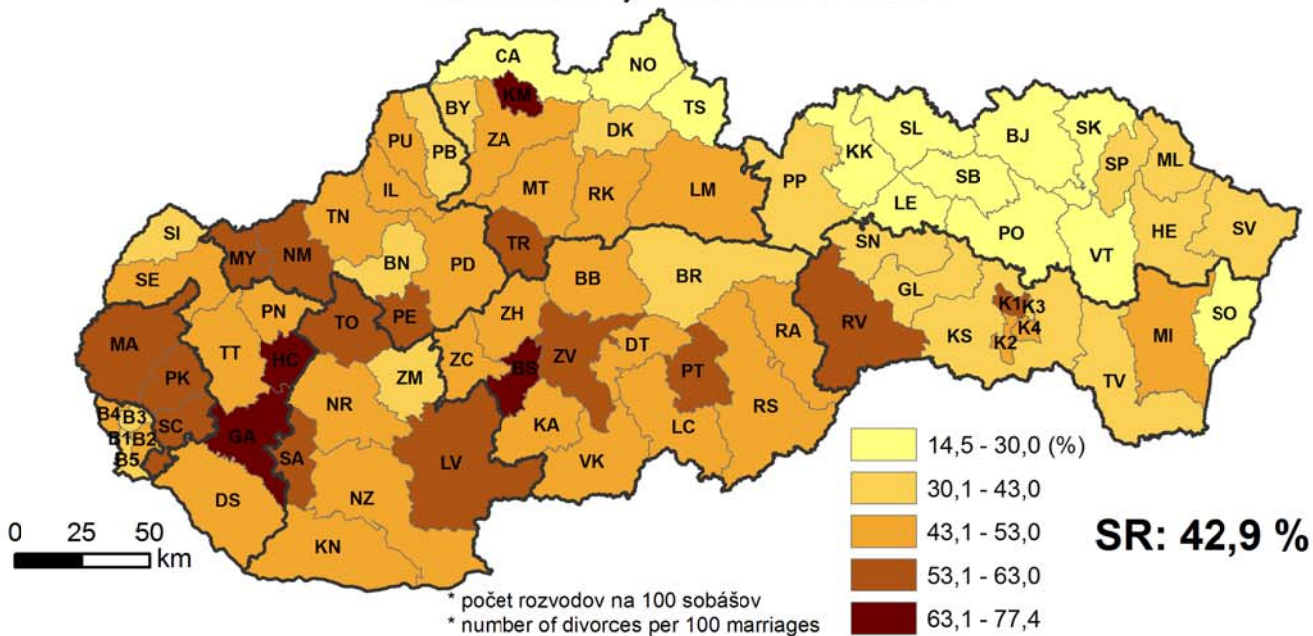 CA
NO
KM
TS
BY
PU
PB
ZA
DK
SL
BJ
SK
KK
SP
ML
IL
MT
RK
LM
PP
SB
LE
TN
PO
HE
SV
SI
MY
NM
TR
SN
VT
SE
BN
PD
BB
BR
GL
PN
TO
PE
ZH
K1
K3
SO
MA
TT
HC
RV
KS
K4
K2
MI
PK
ZM
ZC
BS
ZV
DT
RA
PT
TV
B4
B3
SC
NR
B1
B2
GA
SA
KA
LC
RS
B5
LV
VK
DS
NZ
KN
0 25 50
km
14,5 - 30,0 (%)
30,1 - 43,0
43,1 - 53,0
53,1 - 63,0
63,1 - 77,4
SR: 42,9 %
* počet rozvodov na 100 sobášov
* number of divorces per 100 marriages